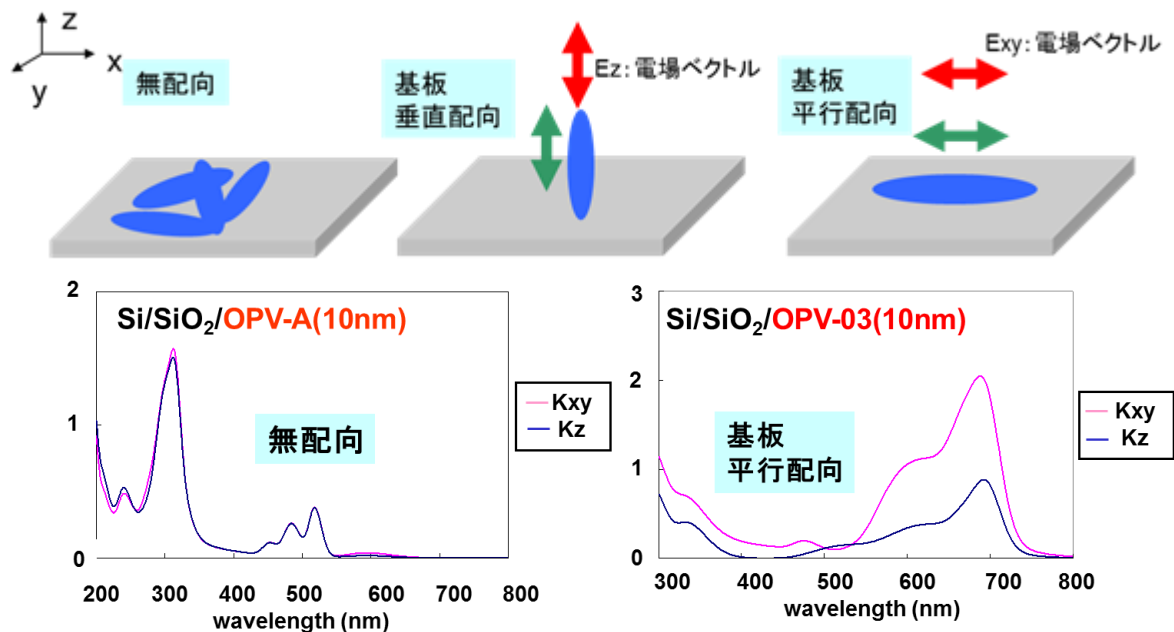 z
x
y
無配向
基板
垂直配向
Ez: 電場ベクトル
基板
平行配向
Exy: 電場ベクトル
2
1
0
Si/SiO₂/OPV-A(10nm)
無配向
Kxy
Kz
200 300 400 500 600 700 800
wavelength (nm)
3
2
1
0
Si/SiO₂/OPV-03(10nm)
基板
平行配向
Kxy
Kz
300 400 500 600 700 800
wavelength (nm)